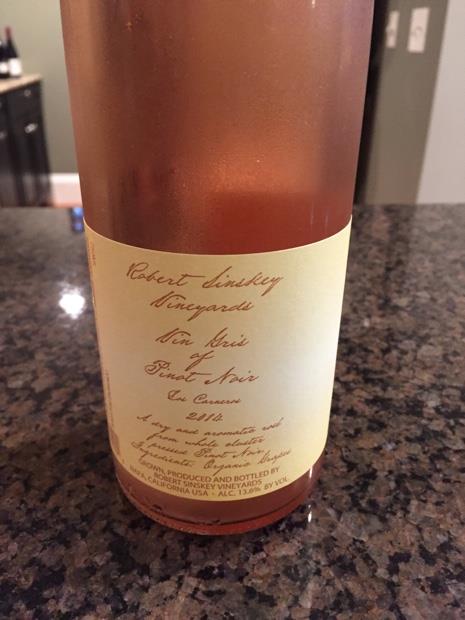 Robert Sinskey
Vineyards
Vin Gris
of
Pinot Noir
Los Carneros
2014
A dry and aromatic rosé
from whole cluster
pressed Pinot Noir.
Ingredients: Organic Grapes
GROWN, PRODUCED AND BOTTLED BY
ROBERT SINSKEY VINEYARDS
NAPA, CALIFORNIA USA · ALC. 13.6% BY VOL.